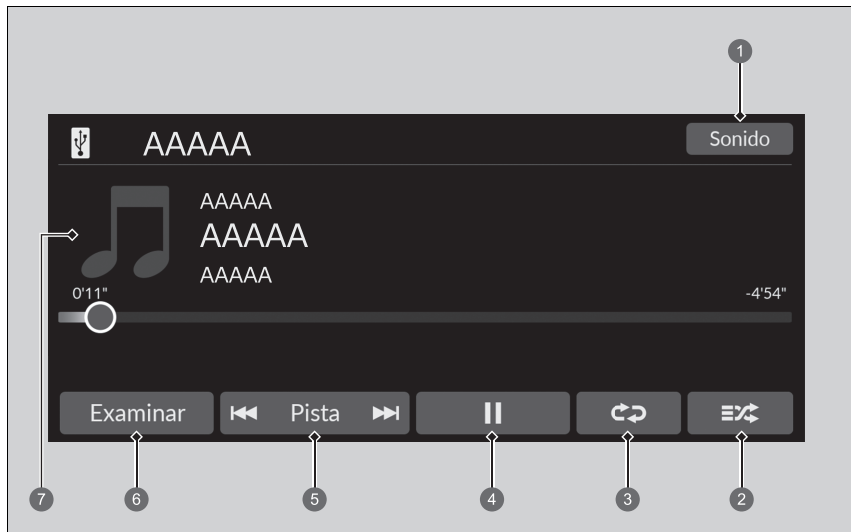 1
AAAAA
Sonido
AAAAA
AAAAA
7
AAAAA
0'11"
-4'54"
Examinar
Pista
6
5
4
3
2